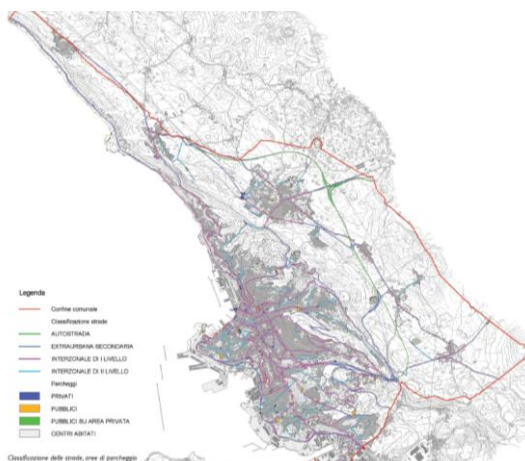 Legenda
Confine comunale
Classificazione strade
AUTOSTRADA
EXTRAURBANA SECONDARIA
INTERZONALE DI I LIVELLO
INTERZONALE DI II LIVELLO
Parcheggi
PRIVATI
PUBBLICI
PUBBLICI SU AREA PRIVATA
CENTRI ABITATI
Classificazione delle strade, aree di parcheggio